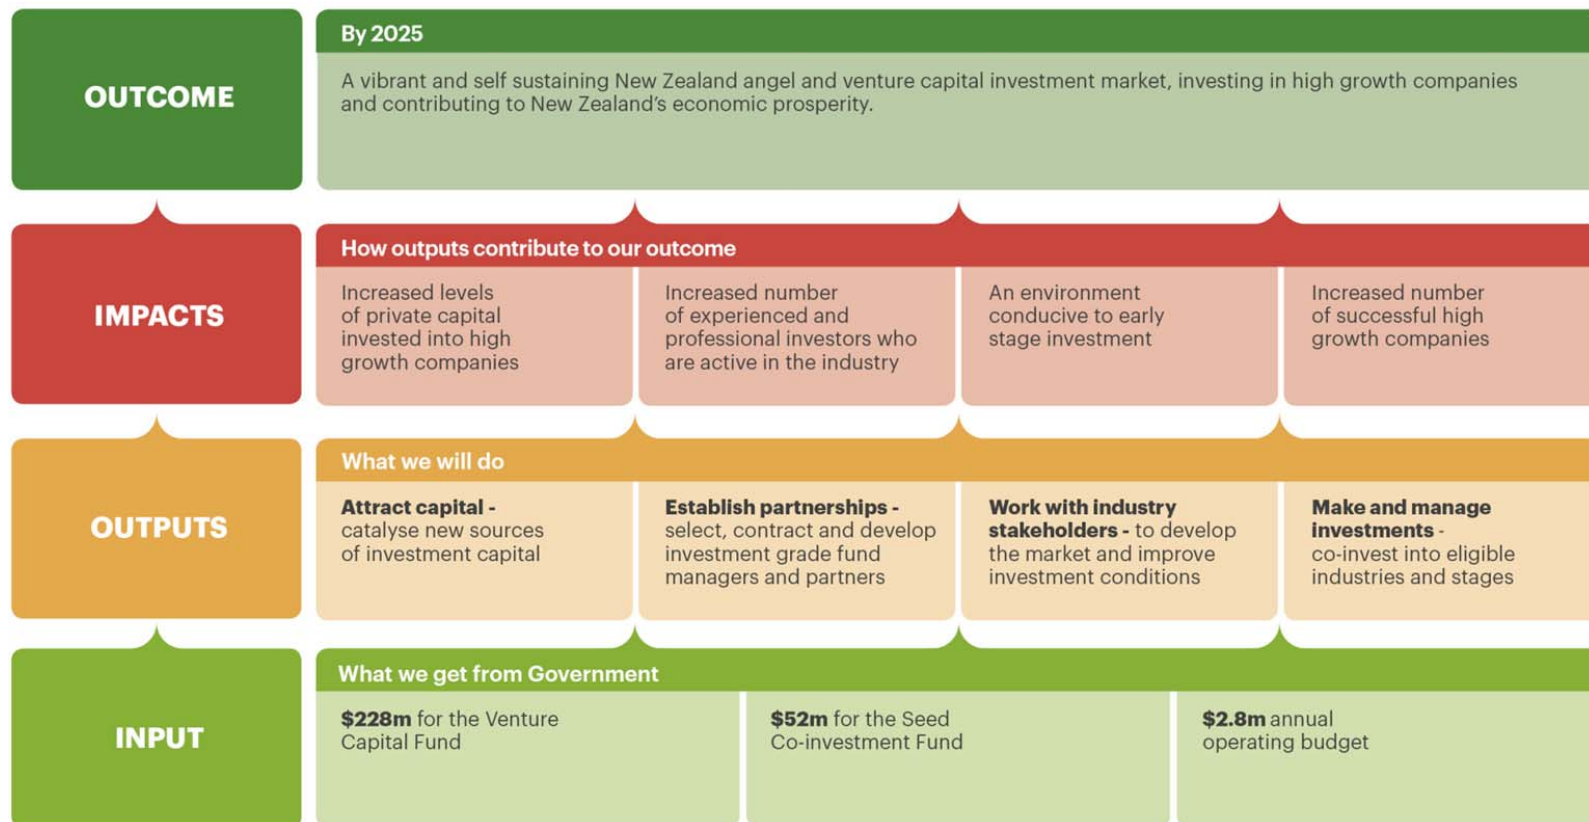 OUTCOME
By 2025
A vibrant and self sustaining New Zealand angel and venture capital investment market, investing in high growth companies
and contributing to New Zealand’s economic prosperity.
IMPACTS
How outputs contribute to our outcome
Increased levels
of private capital
invested into high
growth companies
Increased number
of experienced and
professional investors who
are active in the industry
An environment
conducive to early
stage investment
Increased number
of successful high
growth companies
OUTPUTS
What we will do
Attract capital -
catalyse new sources
of investment capital
Establish partnerships -
select, contract and develop
investment grade fund
managers and partners
Work with industry
stakeholders - to develop
the market and improve
investment conditions
Make and manage
investments -
co-invest into eligible
industries and stages
INPUT
What we get from Government
$228m for the Venture
Capital Fund
$52m for the Seed
Co-investment Fund
$2.8m annual
operating budget